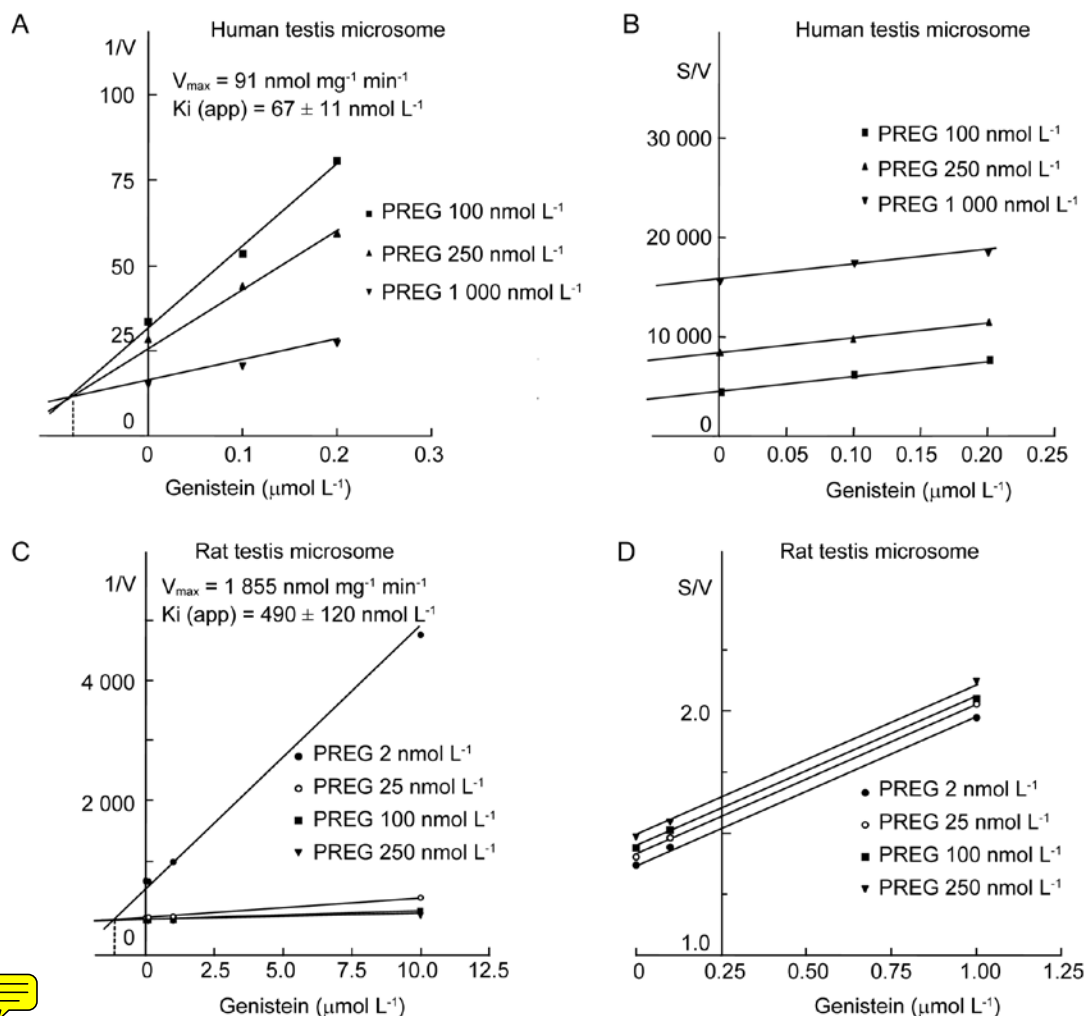 A
Human testis microsome
1/V
Vmax = 91 nmol mg⁻¹ min⁻¹
Ki (app) = 67 ± 11 nmol L⁻¹
100
75
50
25
0
PREG 100 nmol L⁻¹
PREG 250 nmol L⁻¹
PREG 1 000 nmol L⁻¹
0 0.1 0.2 0.3
Genistein (μmol L⁻¹)
B
Human testis microsome
S/V
30 000
20 000
10 000
0
PREG 100 nmol L⁻¹
PREG 250 nmol L⁻¹
PREG 1 000 nmol L⁻¹
0 0.05 0.10 0.15 0.20 0.25
Genistein (μmol L⁻¹)
C
Rat testis microsome
1/V
Vmax = 1 855 nmol mg⁻¹ min⁻¹
Ki (app) = 490 ± 120 nmol L⁻¹
4 000
2 000
0
PREG 2 nmol L⁻¹
PREG 25 nmol L⁻¹
PREG 100 nmol L⁻¹
PREG 250 nmol L⁻¹
0 2.5 5.0 7.5 10.0 12.5
Genistein (μmol L⁻¹)
D
Rat testis microsome
S/V
2.0
1.0
PREG 2 nmol L⁻¹
PREG 25 nmol L⁻¹
PREG 100 nmol L⁻¹
PREG 250 nmol L⁻¹
0 0.25 0.50 0.75 1.00 1.25
Genistein (μmol L⁻¹)